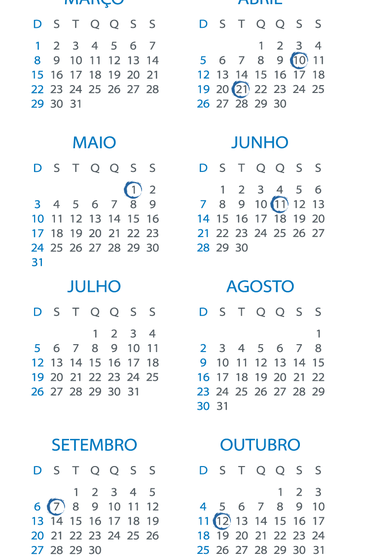 MARÇO
D S T Q Q S S
1 2 3 4 5 6 7
8 9 10 11 12 13 14
15 16 17 18 19 20 21
22 23 24 25 26 27 28
29 30 31
ABRIL
D S T Q Q S S
1 2 3 4
5 6 7 8 9 10 11
12 13 14 15 16 17 18
19 20 21 22 23 24 25
26 27 28 29 30
MAIO
D S T Q Q S S
1 2
3 4 5 6 7 8 9
10 11 12 13 14 15 16
17 18 19 20 21 22 23
24 25 26 27 28 29 30
31
JUNHO
D S T Q Q S S
1 2 3 4 5 6
7 8 9 10 11 12 13
14 15 16 17 18 19 20
21 22 23 24 25 26 27
28 29 30
JULHO
D S T Q Q S S
1 2 3 4
5 6 7 8 9 10 11
12 13 14 15 16 17 18
19 20 21 22 23 24 25
26 27 28 29 30 31
AGOSTO
D S T Q Q S S
1
2 3 4 5 6 7 8
9 10 11 12 13 14 15
16 17 18 19 20 21 22
23 24 25 26 27 28 29
30 31
SETEMBRO
D S T Q Q S S
1 2 3 4 5
6 7 8 9 10 11 12
13 14 15 16 17 18 19
20 21 22 23 24 25 26
27 28 29 30
OUTUBRO
D S T Q Q S S
1 2 3
4 5 6 7 8 9 10
11 12 13 14 15 16 17
18 19 20 21 22 23 24
25 26 27 28 29 30 31